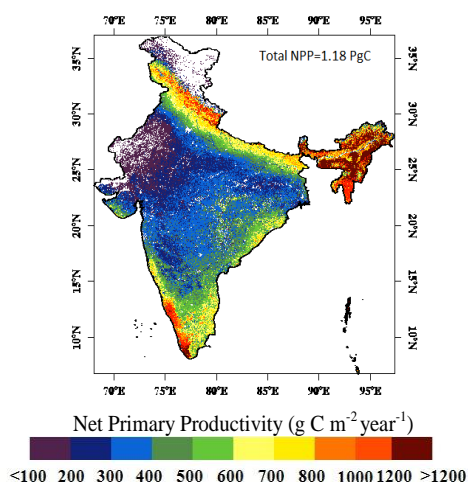 70°E 75°E 80°E 85°E 90°E 95°E
Total NPP=1.18 PgC
35°N 35°N
30°N 30°N
25°N 25°N
20°N 20°N
15°N 15°N
10°N 10°N
70°E 75°E 80°E 85°E 90°E 95°E
Net Primary Productivity (g C m⁻² year⁻¹)
<100 200 300 400 500 600 700 800 1000 1200 >1200